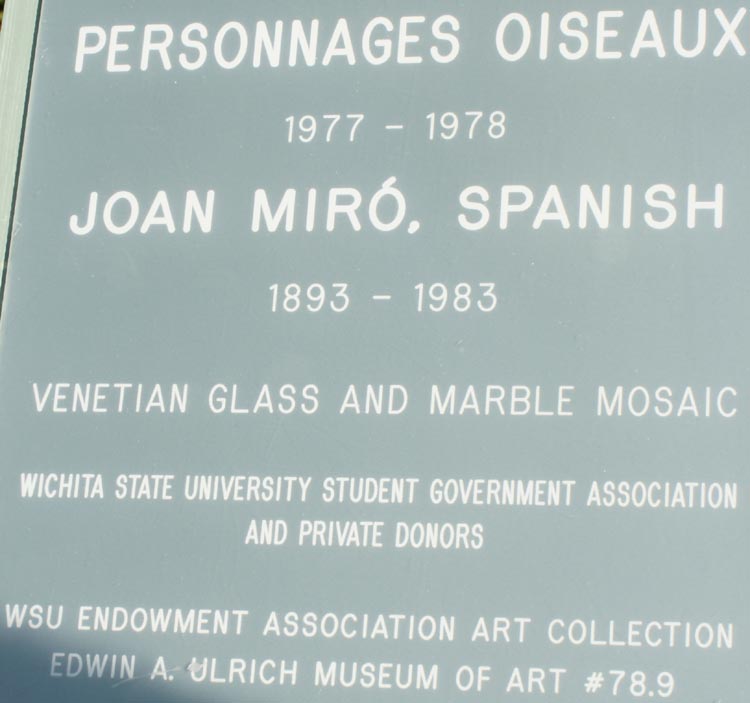 PERSONNAGES OISEAUX
1977 - 1978
JOAN MIRÓ, SPANISH
1893 - 1983
VENETIAN GLASS AND MARBLE MOSAIC
WICHITA STATE UNIVERSITY STUDENT GOVERNMENT ASSOCIATION
AND PRIVATE DONORS
WSU ENDOWMENT ASSOCIATION ART COLLECTION
EDWIN A. ULRICH MUSEUM OF ART #78.9